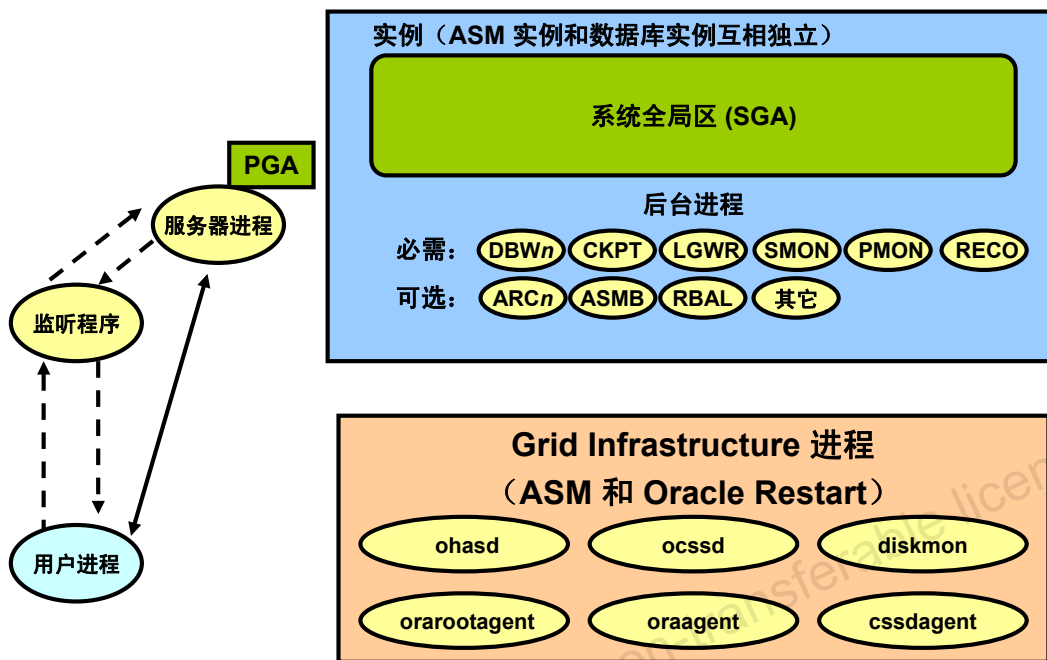 实例（ASM 实例和数据库实例互相独立）
系统全局区 (SGA)
PGA
服务器进程
后台进程
必需： DBWn CKPT LGWR SMON PMON RECO
可选： ARCn ASMB RBAL 其它
监听程序
用户进程
Grid Infrastructure 进程
（ASM 和 Oracle Restart）
ohasd ocssd diskmon
orarootagent oraagent cssdagent
on-transferable licen